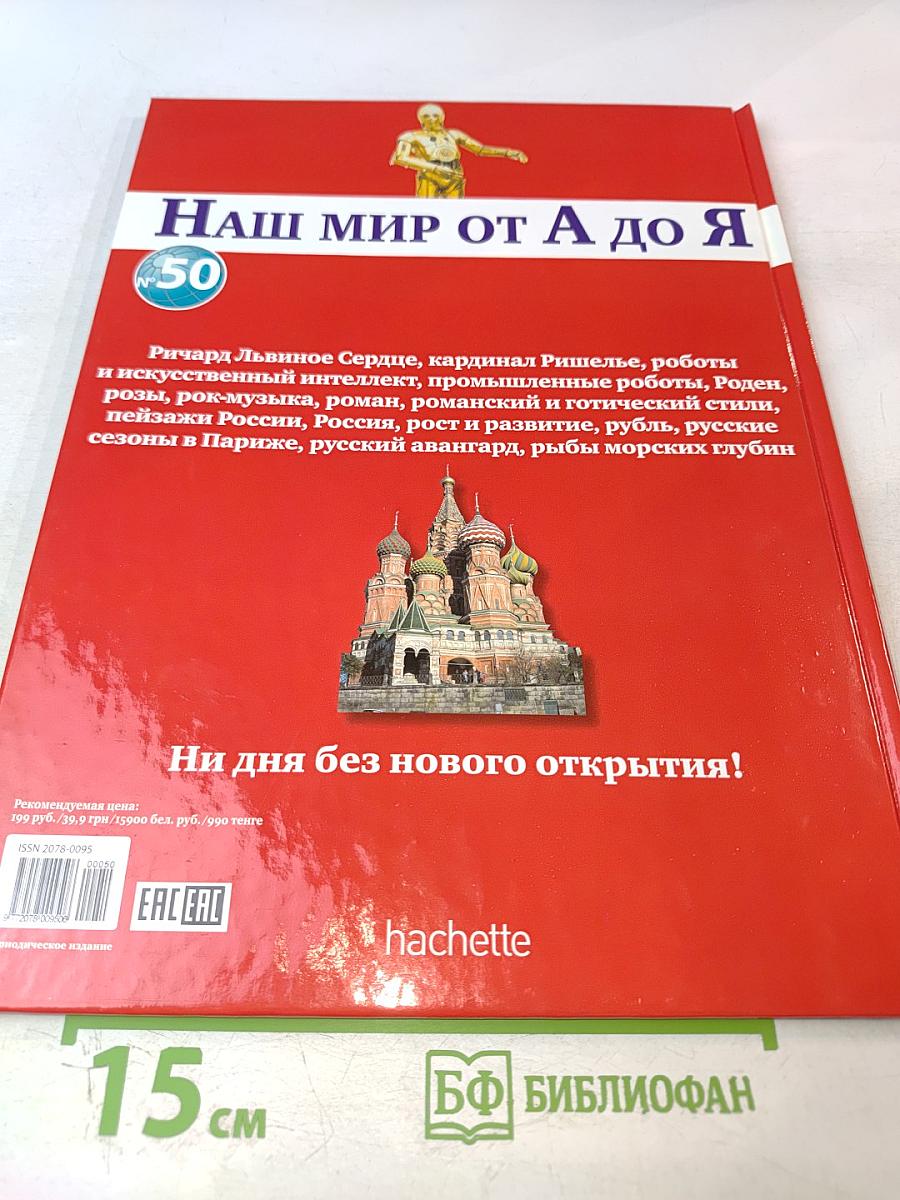 Наш мир от А до Я
№50
Ричард Львиное Сердце, кардинал Ришелье, роботы
и искусственный интеллект, промышленные роботы, Роден,
розы, рок-музыка, роман, романский и готический стили,
пейзажи России, Россия, рост и развитие, рубль, русские
сезоны в Париже, русский авангард, рыбы морских глубин
Ни дня без нового открытия!
Рекомендуемая цена:
199 руб./39,9 грн/15900 бел. руб./990 тенге
ISSN 2078-0095
00050
EAC EAC
издание
hachette
15 см
БФ БИБЛИОФАН